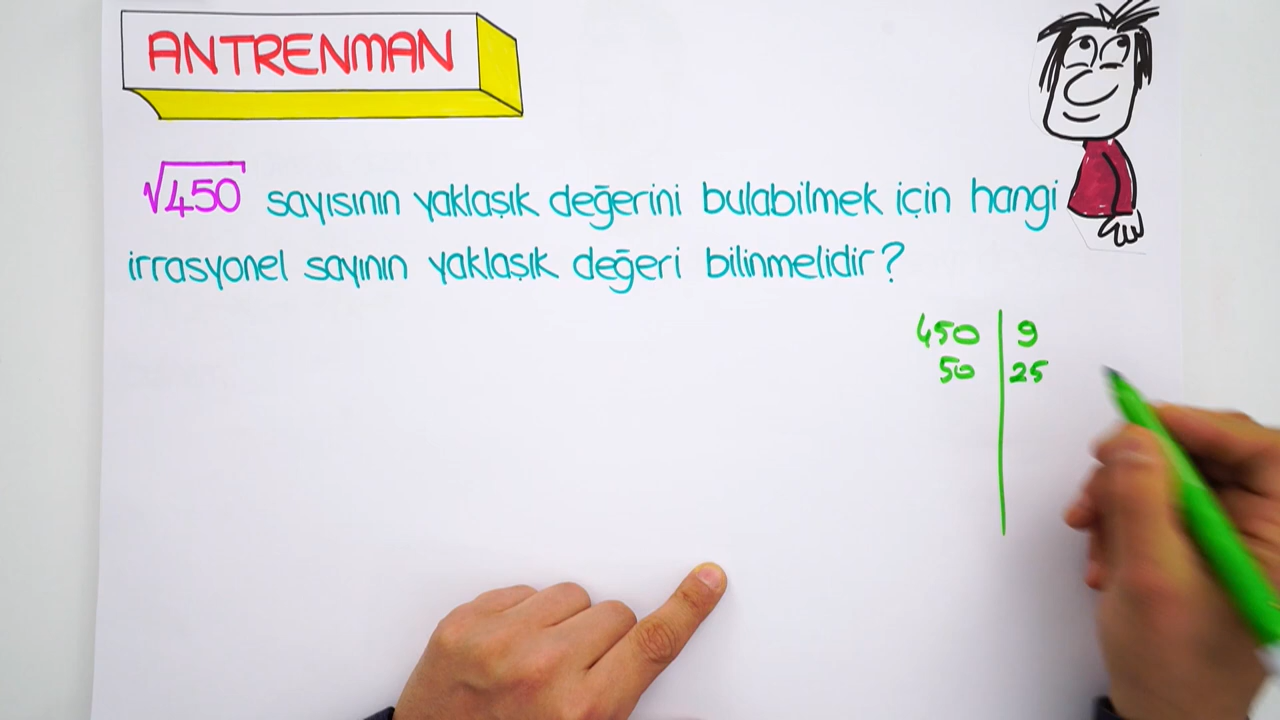 ANTRENMAN
√450 sayısının yaklaşık değerini bulabilmek için hangi
irrasyonel sayının yaklaşık değeri bilinmelidir?
450 | 9
50 | 25